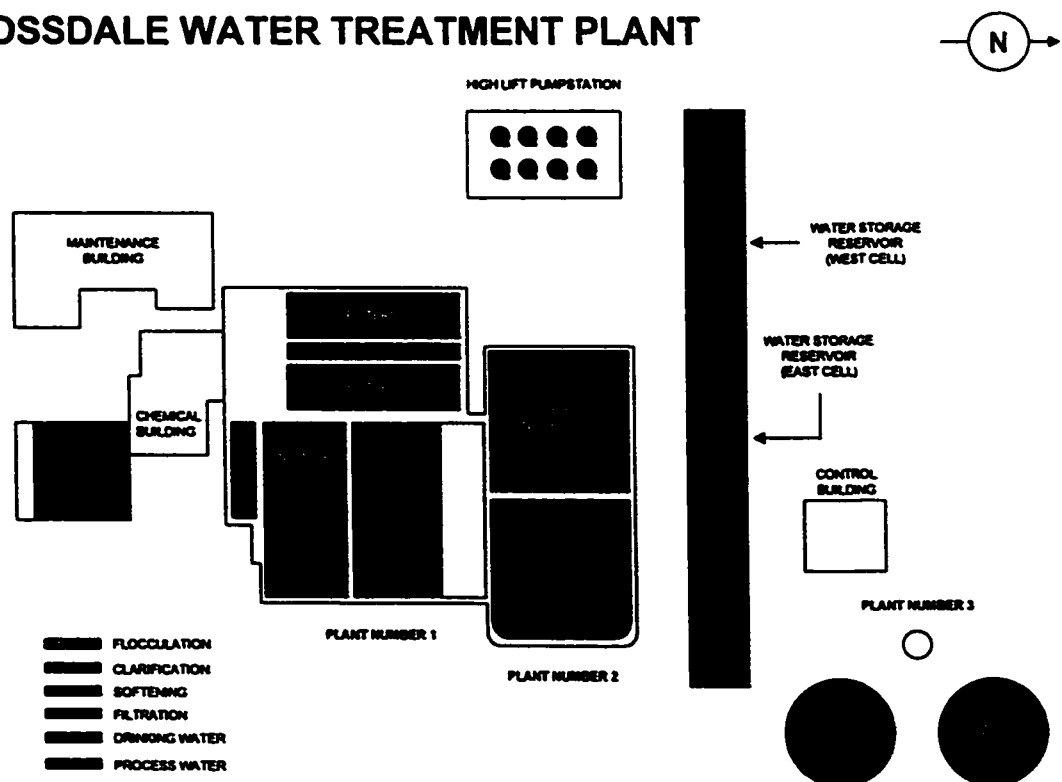 OSSDALE WATER TREATMENT PLANT
N
HIGH LIFT PUMPSTATION
MAINTENANCE
BUILDING
WATER STORAGE
RESERVOIR
(WEST CELL)
WATER STORAGE
RESERVOIR
(EAST CELL)
CHEMICAL
BUILDING
CONTROL
BUILDING
PLANT NUMBER 3
PLANT NUMBER 1
PLANT NUMBER 2
FLOCCULATION
CLARIFICATION
SOFTENING
FILTRATION
DRINKING WATER
PROCESS WATER